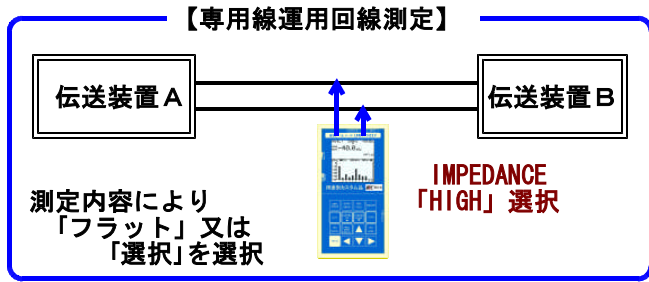 【専用線運用回線測定】
伝送装置A
伝送装置B
IMPEDANCE
「HIGH」選択
測定内容により
「フラット」又は
「選択」を選択